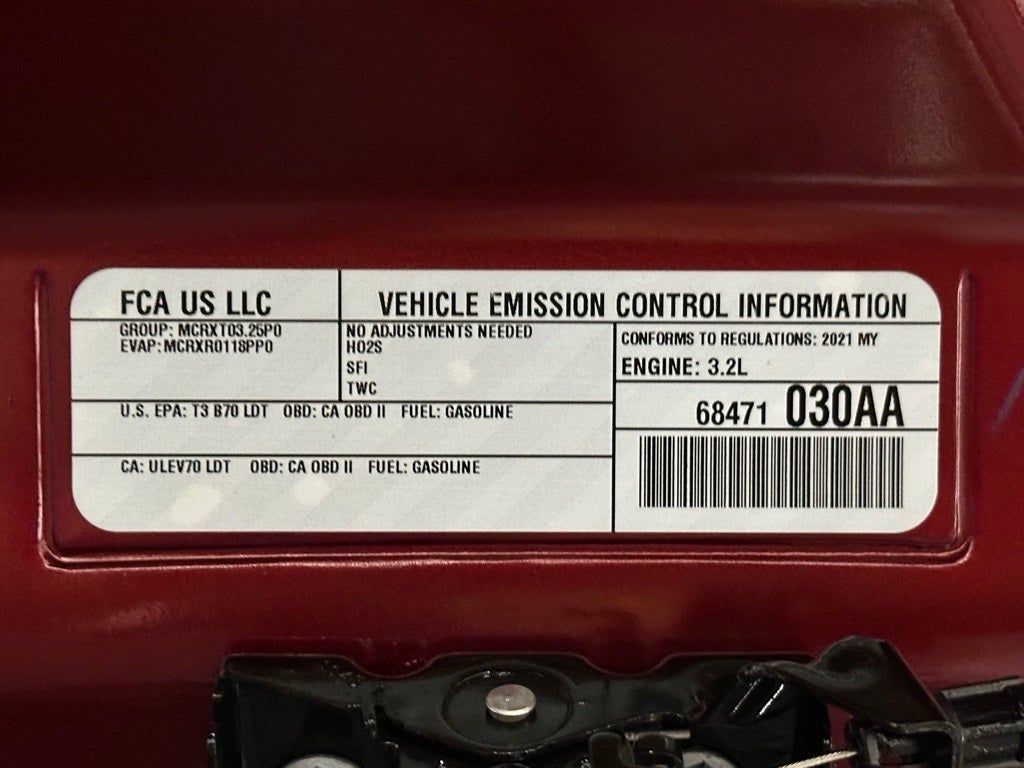 FCA US LLC
VEHICLE EMISSION CONTROL INFORMATION
GROUP: MCRXT03.25P0
EVAP: MCRXR0118PP0
NO ADJUSTMENTS NEEDED
HO2S
SFI
TWC
CONFORMS TO REGULATIONS: 2021 MY
ENGINE: 3.2L
U.S. EPA: T3 B70 LDT OBD: CA OBD II FUEL: GASOLINE
68471 030AA
CA: ULEV70 LDT OBD: CA OBD II FUEL: GASOLINE